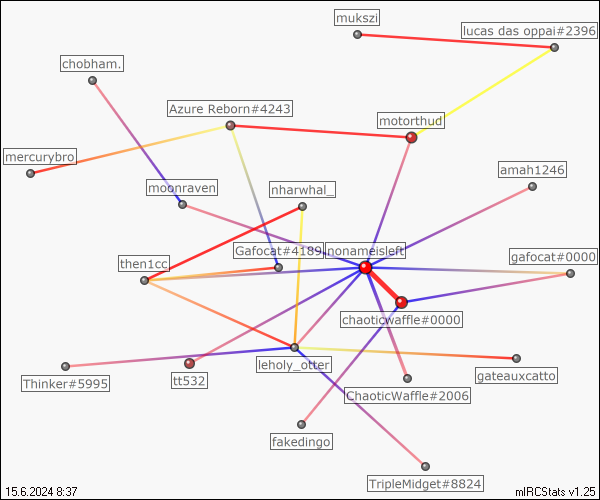 mukszi
lucas das oppai#2396
chobham.
Azure Reborn#4243
motorthud
mercurybro
amah1246
moonraven
nharwhal_
Gafocat#4189
nonameisleft
gafocat#0000
then1cc
chaoticwaffle#0000
leholy_otter
gateauxcatto
Thinker#5995
tt532
ChaoticWaffle#2006
fakedingo
TripleMidget#8824
15.6.2024 8:37
mIRCStats v1.25